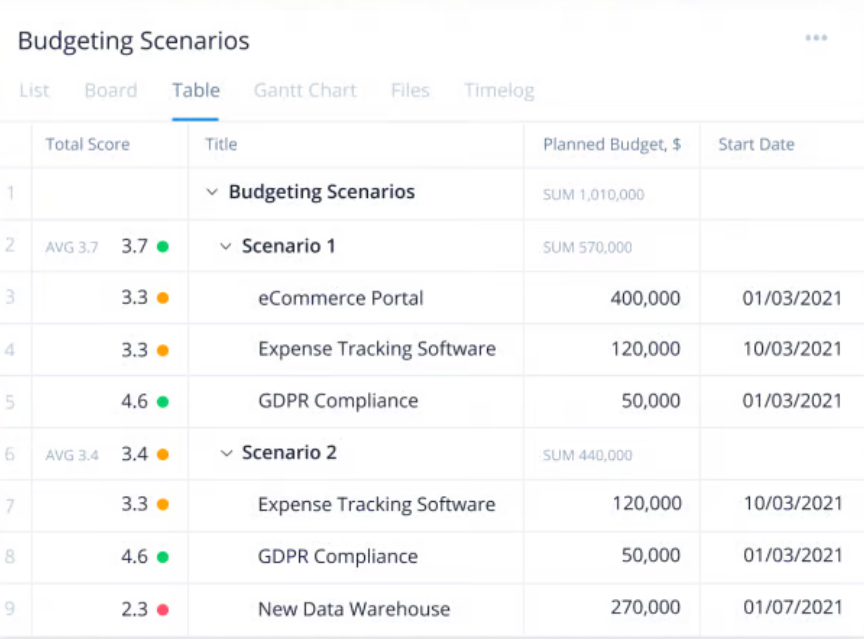 Budgeting Scenarios
List Board Table Gantt Chart Files Timelog
Total Score Title Planned Budget, $ Start Date
1 Budgeting Scenarios SUM 1,010,000
2 AVG 3.7 3.7 Scenario 1 SUM 570,000
3 3.3 eCommerce Portal 400,000 01/03/2021
4 3.3 Expense Tracking Software 120,000 10/03/2021
5 4.6 GDPR Compliance 50,000 01/03/2021
6 AVG 3.4 3.4 Scenario 2 SUM 440,000
7 3.3 Expense Tracking Software 120,000 10/03/2021
8 4.6 GDPR Compliance 50,000 01/03/2021
9 2.3 New Data Warehouse 270,000 01/07/2021